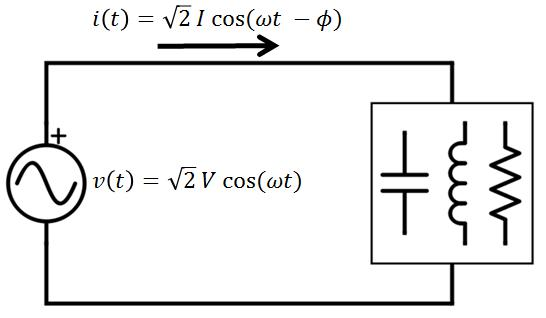 i(t) = √2 I cos(ωt − ϕ)
+
v(t) = √2 V cos(ωt)